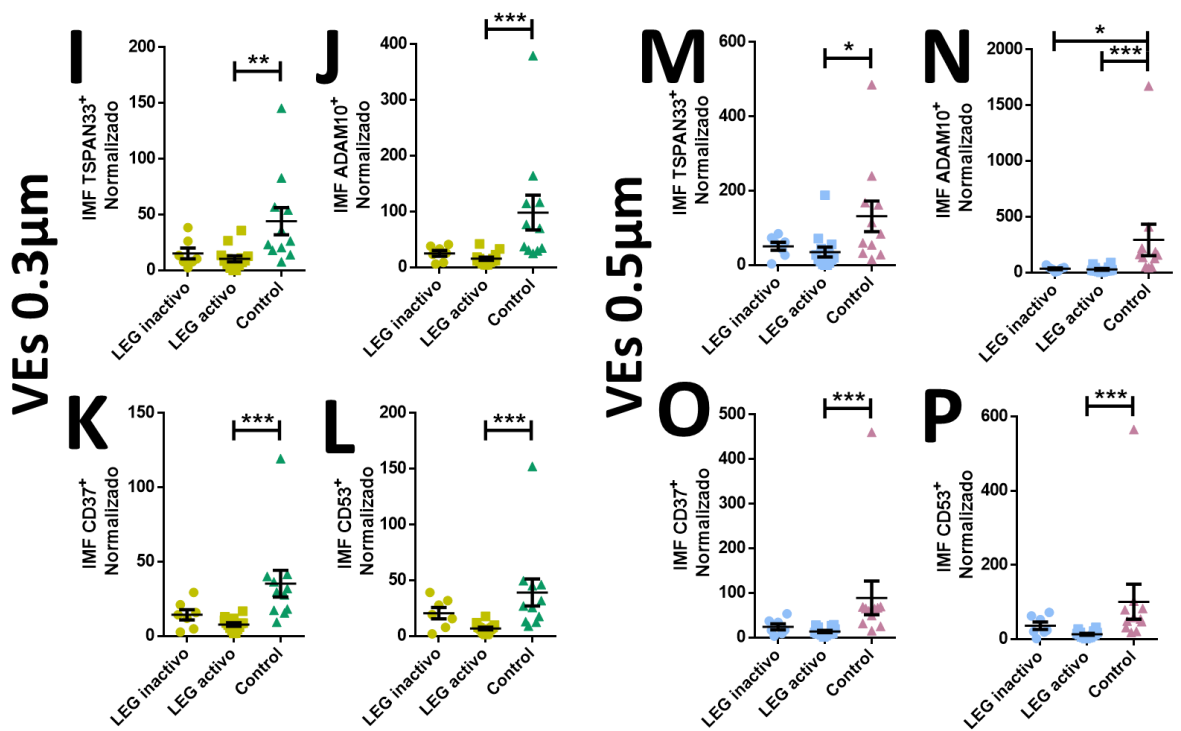 VEs 0.3µm
I
IMF TSPAN33⁺
Normalizado
200
150
100
50
0
**
LEG inactivo
LEG activo
Control
J
IMF ADAM10⁺
Normalizado
400
300
200
100
0
***
LEG inactivo
LEG activo
Control
K
IMF CD37⁺
Normalizado
150
100
50
0
***
LEG inactivo
LEG activo
Control
L
IMF CD53⁺
Normalizado
200
150
100
50
0
***
LEG inactivo
LEG activo
Control
VEs 0.5µm
M
IMF TSPAN33⁺
Normalizado
600
400
200
0
*
LEG inactivo
LEG activo
Control
N
IMF ADAM10⁺
Normalizado
2000
1500
1000
500
0
*
***
LEG inactivo
LEG activo
Control
O
IMF CD37⁺
Normalizado
500
400
300
200
100
0
***
LEG inactivo
LEG activo
Control
P
IMF CD53⁺
Normalizado
600
400
200
0
***
LEG inactivo
LEG activo
Control